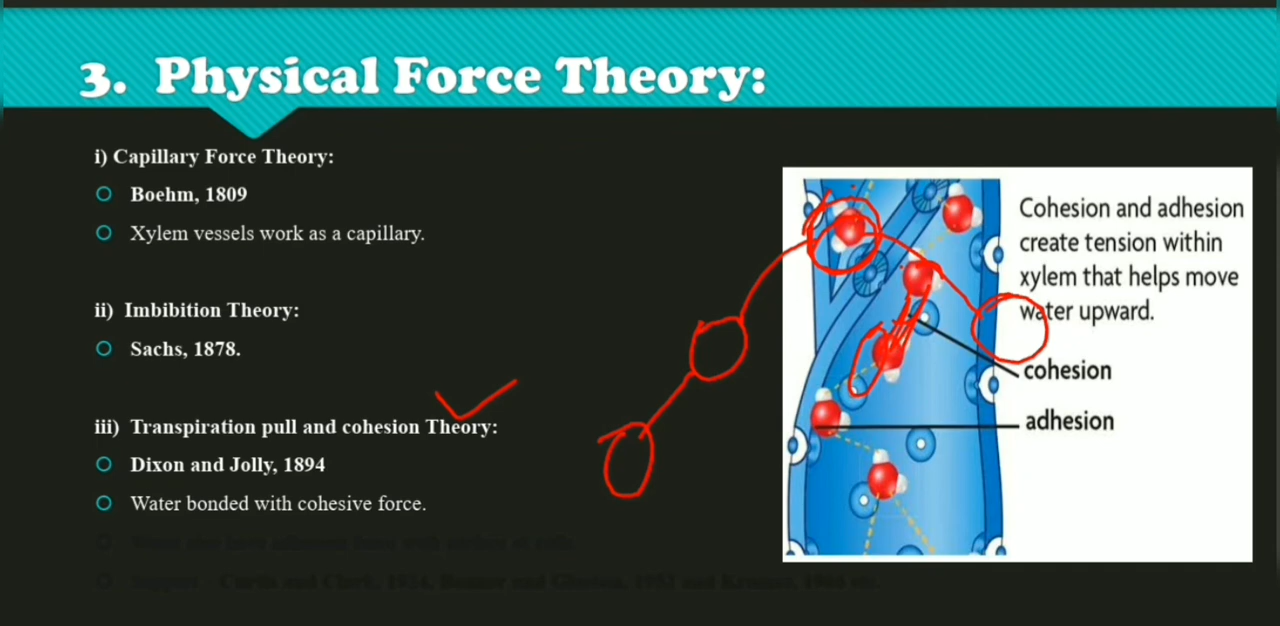 3. Physical Force Theory:
i) Capillary Force Theory:
Boehm, 1809
Xylem vessels work as a capillary.
ii) Imbibition Theory:
Sachs, 1878.
iii) Transpiration pull and cohesion Theory:
Dixon and Jolly, 1894
Water bonded with cohesive force.
Cohesion and adhesion
create tension within
xylem that helps move
water upward.
cohesion
adhesion